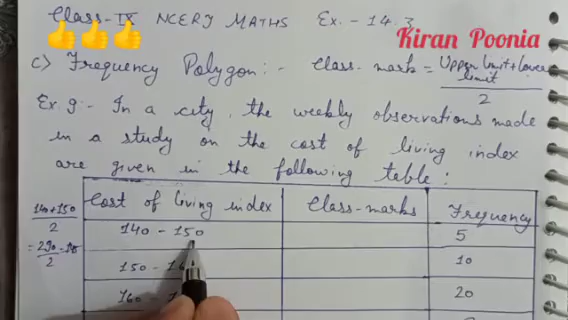 Class-IX NCERT MATHS Ex.-14.3
Kiran Poonia
c) Frequency Polygon:- Class-mark = Upper limit+Lower limit
2
Ex 9:- In a city, the weekly observations made
in a study on the cost of living index
are given in the following table:
Cost of living index Class-marks Frequency
140+150
2
140 - 150 5
= 290
2
150 - 10
160 - 20